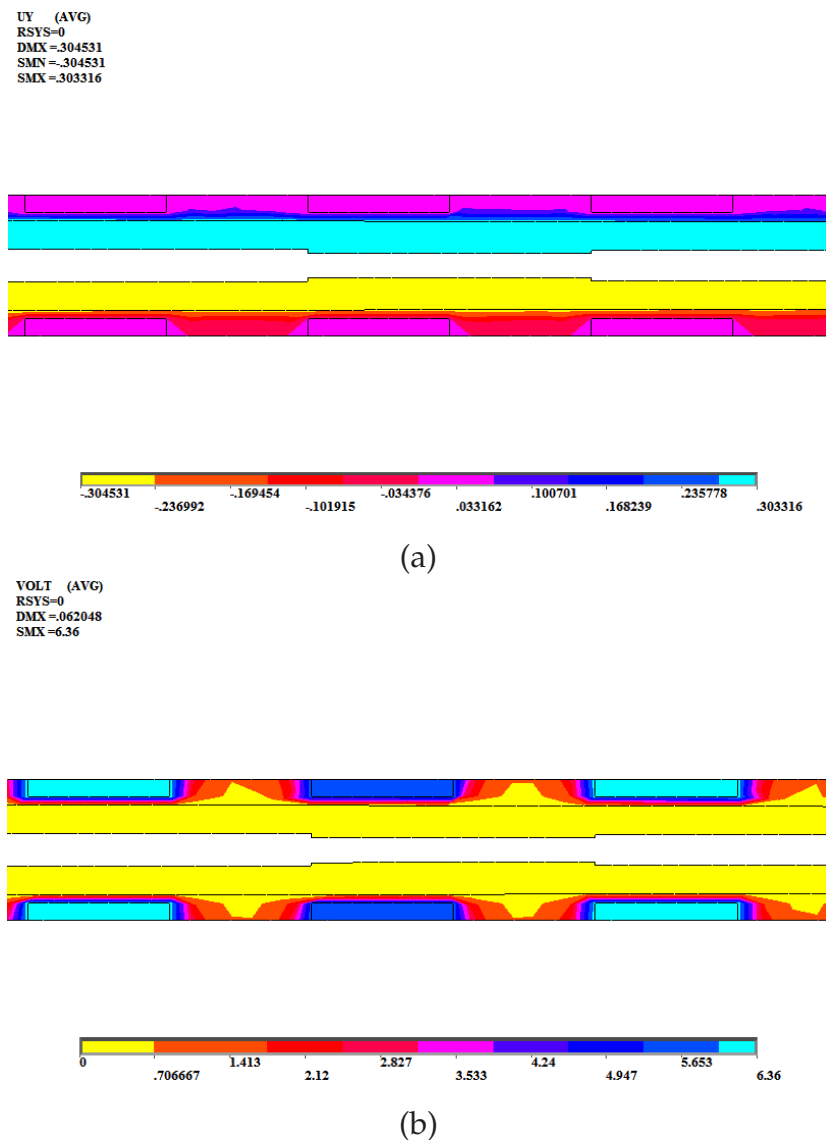 UY (AVG)
RSYS=0
DMX =.304531
SMN =-.304531
SMX =.303316
-.304531 -.169454 -.034376 .100701 .235778
-.236992 -.101915 .033162 .168239 .303316
(a)
VOLT (AVG)
RSYS=0
DMX =.062048
SMX =6.36
0 1.413 2.827 4.24 5.653
.706667 2.12 3.533 4.947 6.36
(b)